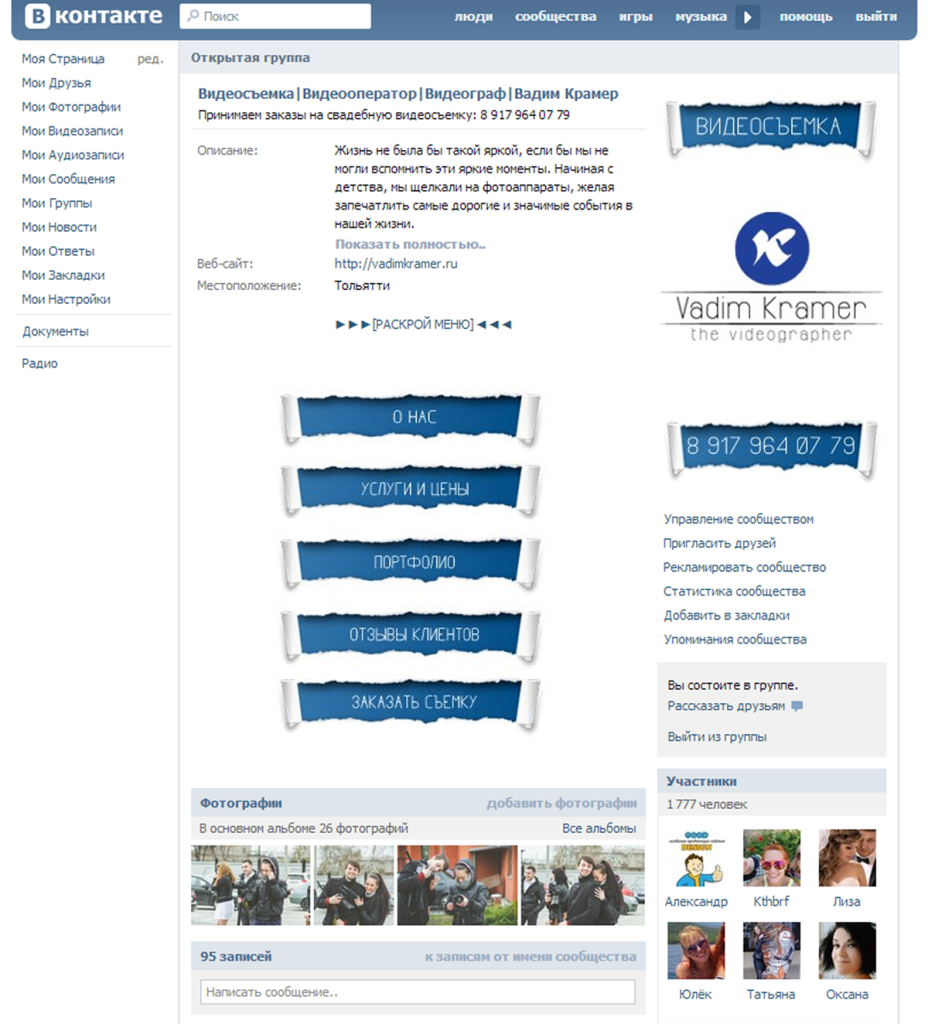 В контакте
Поиск
люди сообщества игры музыка помощь выйти
Моя Страница ред.
Мои Друзья
Мои Фотографии
Мои Видеозаписи
Мои Аудиозаписи
Мои Сообщения
Мои Группы
Мои Новости
Мои Ответы
Мои Закладки
Мои Настройки
Документы
Радио
Открытая группа
Видеосъемка|Видеооператор|Видеограф|Вадим Крамер
Принимаем заказы на свадебную видеосъемку: 8 917 964 07 79
Описание:
Жизнь не была бы такой яркой, если бы мы не
могли вспомнить эти яркие моменты. Начиная с
детства, мы щелкали на фотоаппараты, желая
запечатлить самые дорогие и значимые события в
нашей жизни.
Показать полностью..
Веб-сайт: http://vadimkramer.ru
Местоположение: Тольятти
►►►[РАСКРОЙ МЕНЮ]◄◄◄
О НАС
УСЛУГИ И ЦЕНЫ
ПОРТФОЛИО
ОТЗЫВЫ КЛИЕНТОВ
ЗАКАЗАТЬ СЪЕМКУ
Фотографии добавить фотографии
В основном альбоме 26 фотографий Все альбомы
95 записей к записям от имени сообщества
Написать сообщение..
ВИДЕОСЪЕМКА
Vadim Kramer
the videographer
8 917 964 07 79
Управление сообществом
Пригласить друзей
Рекламировать сообщество
Статистика сообщества
Добавить в закладки
Упоминания сообщества
Вы состоите в группе.
Рассказать друзьям
Выйти из группы
Участники
1 777 человек
GOOD
DESIGN
Александр Kthbrf Лиза
Юлёк Татьяна Оксана